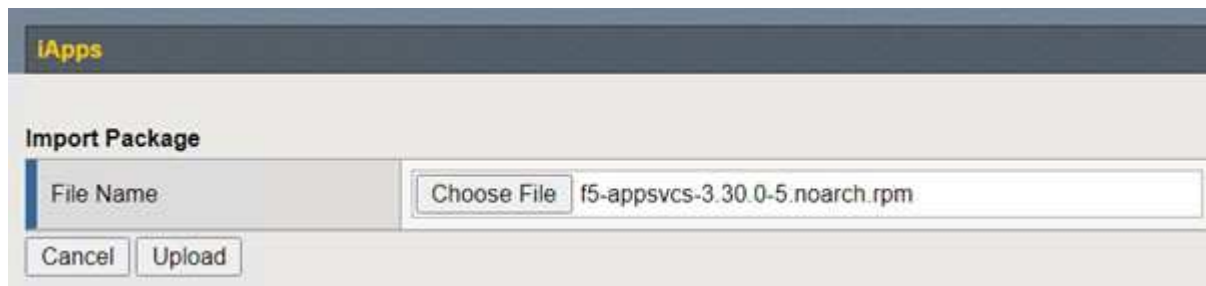 iApps
Import Package
File Name Choose File f5-appsvcs-3.30.0-5.noarch.rpm
Cancel Upload